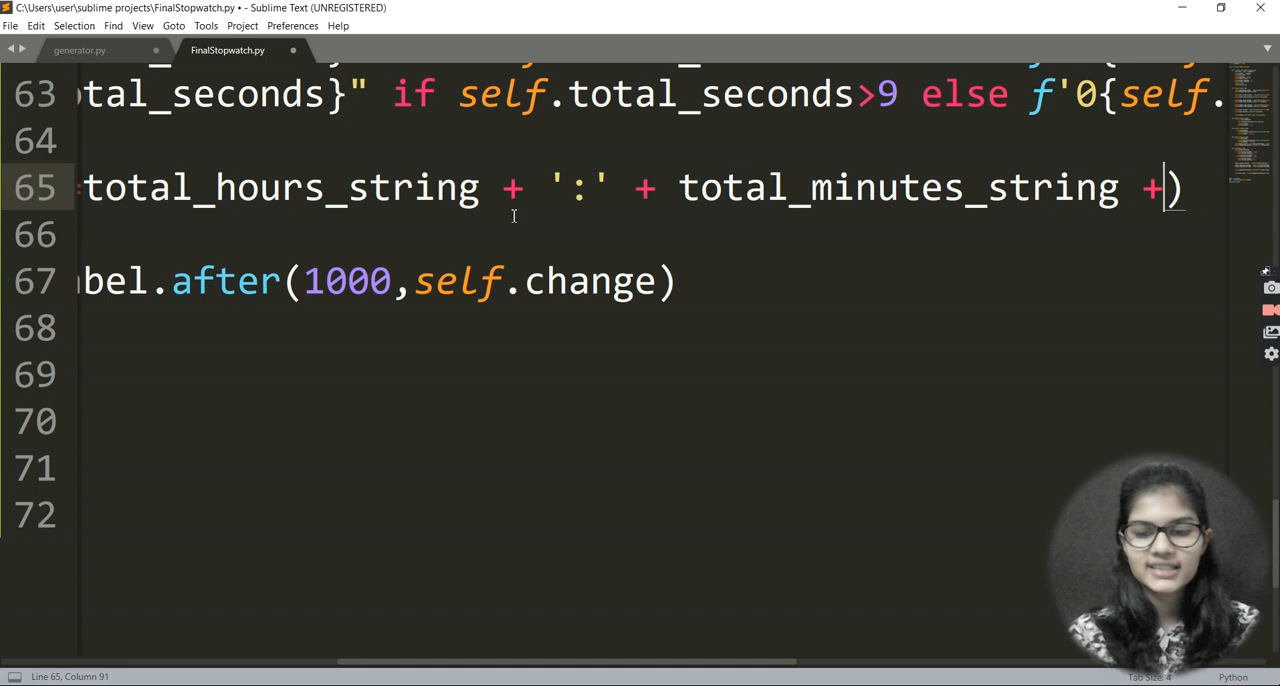 C:\Users\user\sublime projects\FinalStopwatch.py • - Sublime Text (UNREGISTERED)
File Edit Selection Find View Goto Tools Project Preferences Help
generator.py FinalStopwatch.py
63 otal_seconds}" if self.total_seconds>9 else f'0{self.
64
65 =total_hours_string + ':' + total_minutes_string +)
66
67 abel.after(1000,self.change)
68
69
70
71
72
Line 65, Column 91 Tab Size: 4 Python